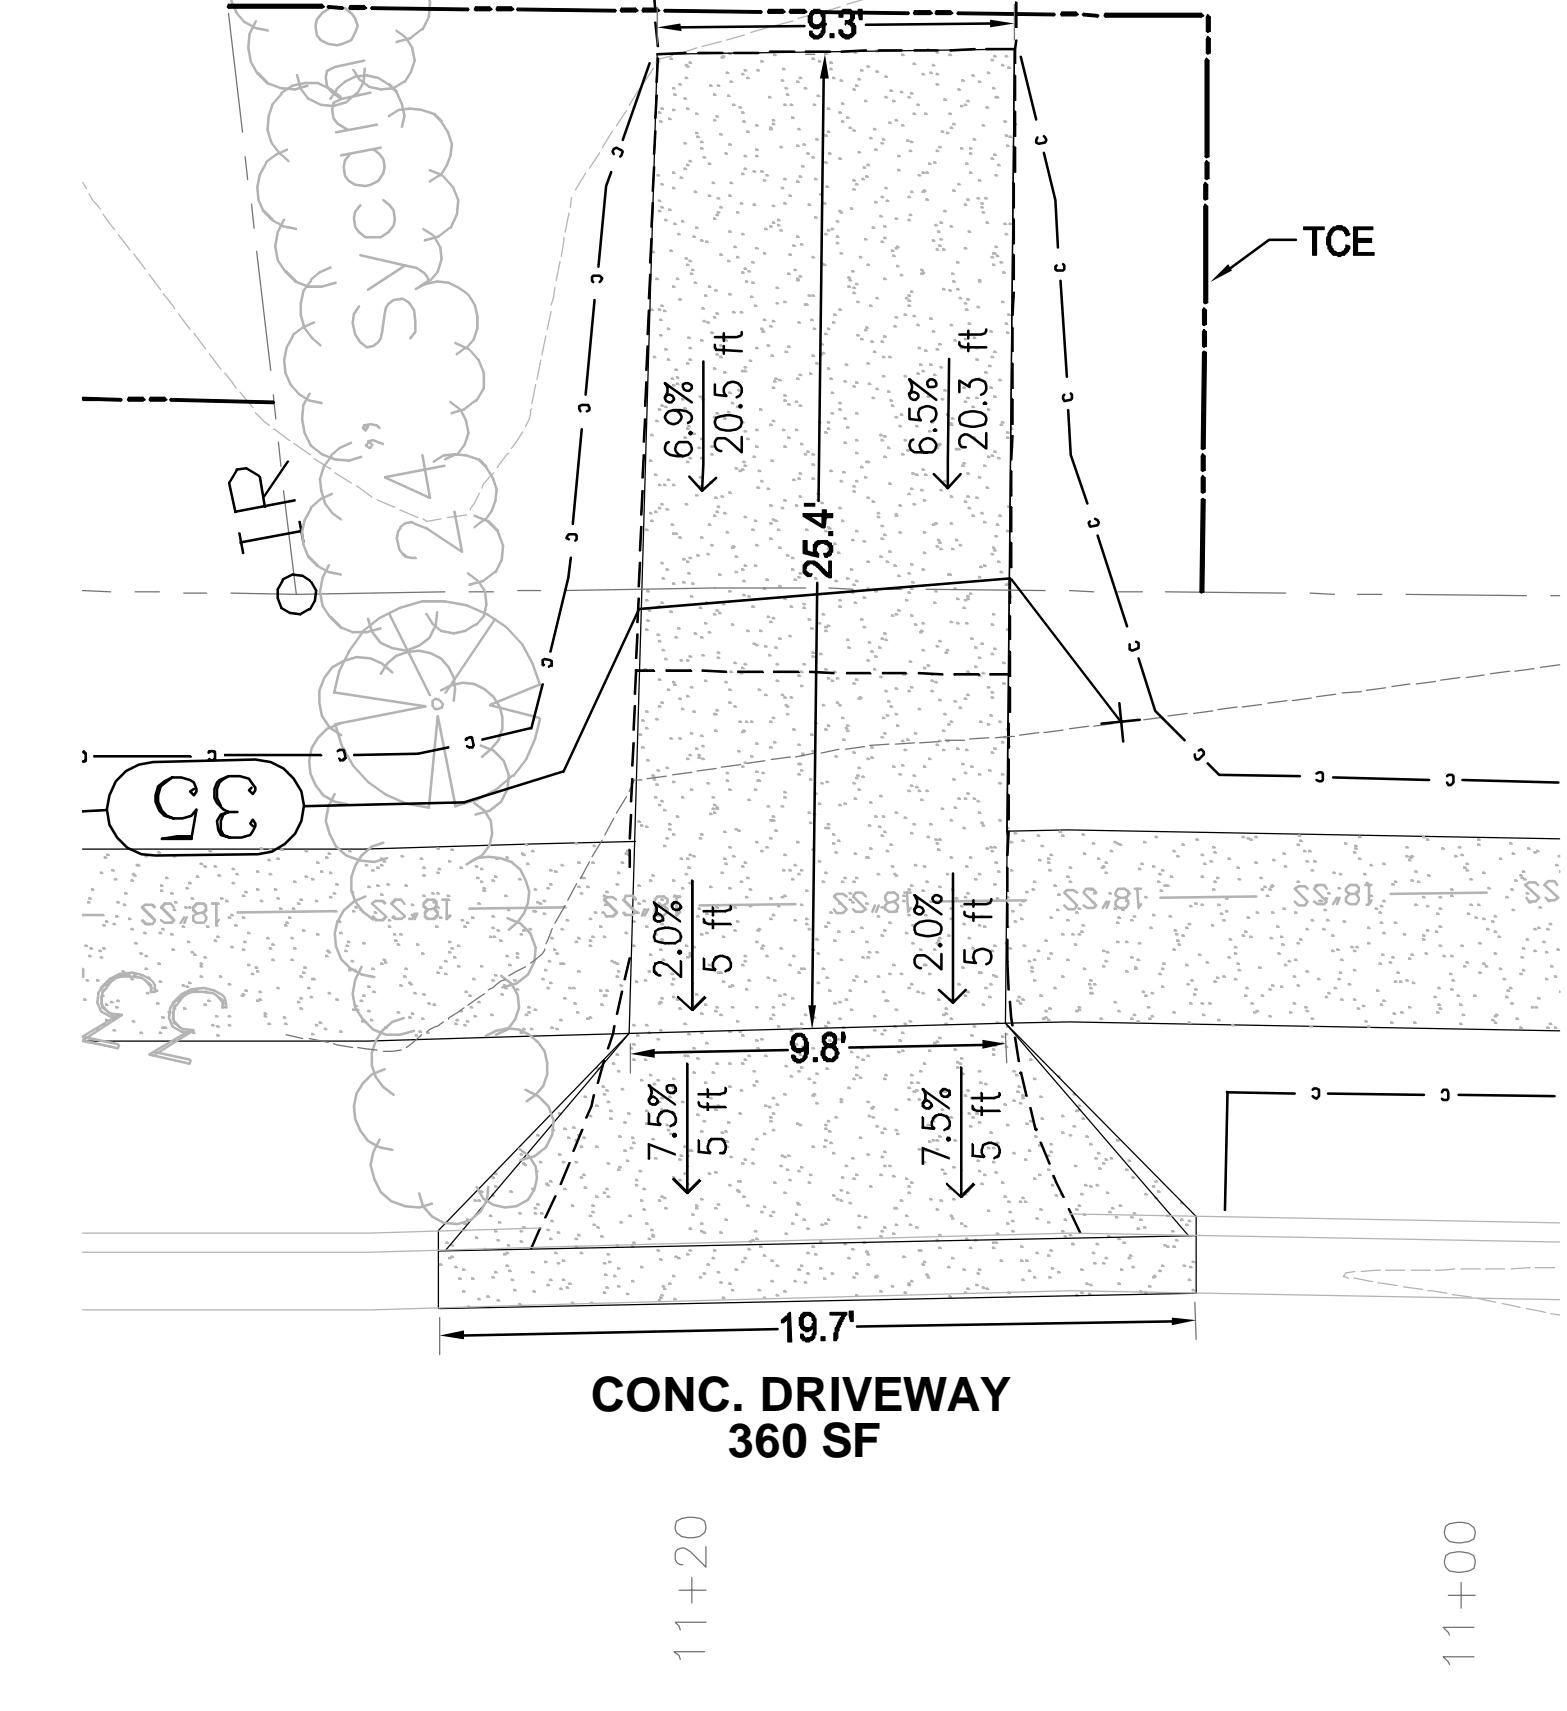 9.3'
TCE
6.9%
20.5 ft
6.5%
20.3 ft
25.4'
IR
24"
35
18"SS
18"SS
18"SS
18"SS
18"SS
18"SS
2.0%
5 ft
2.0%
5 ft
33
9.8'
7.5%
5 ft
7.5%
5 ft
19.7'
CONC. DRIVEWAY
360 SF
11+20
11+00